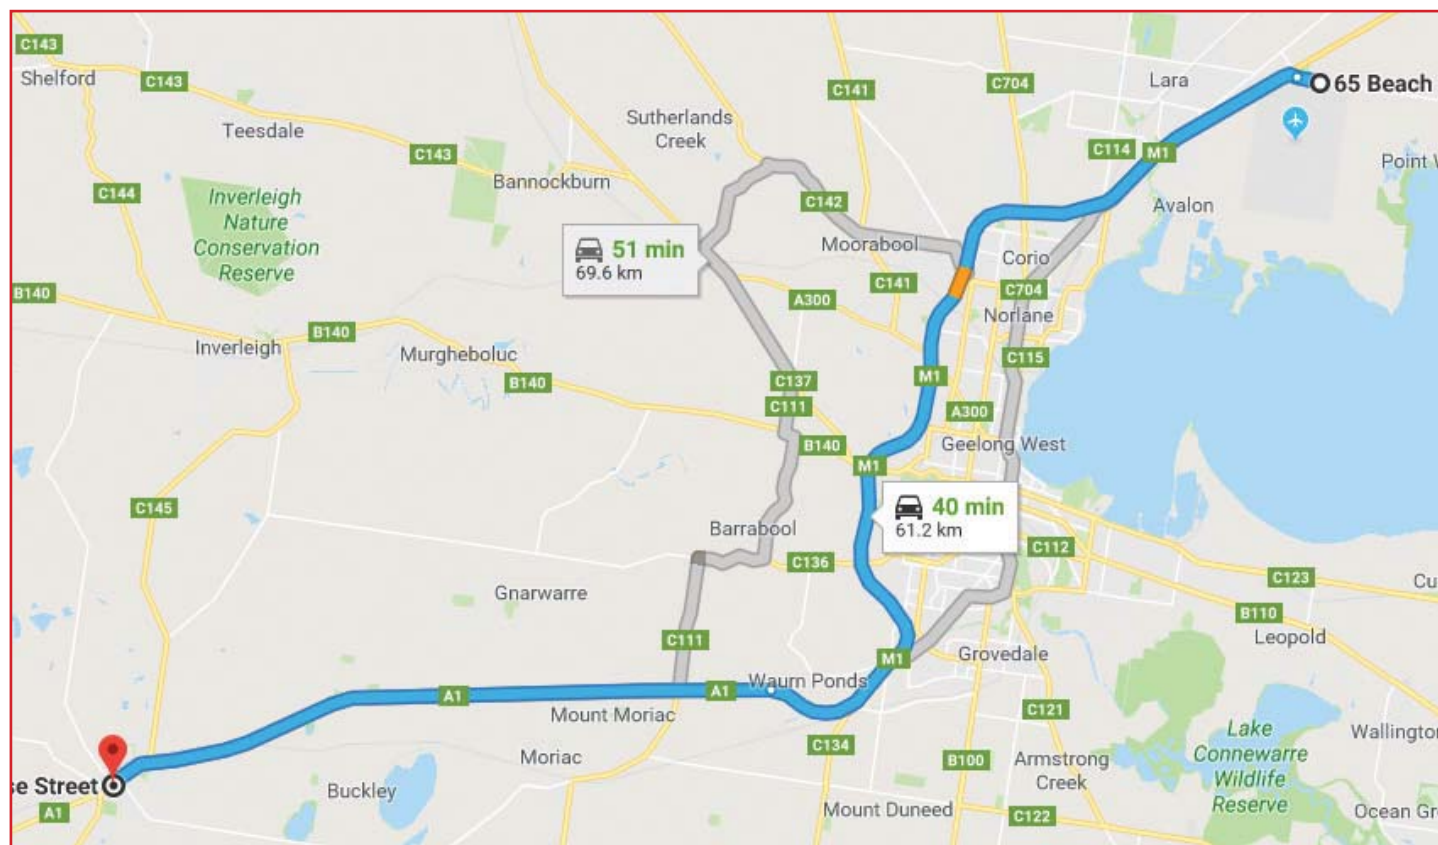 C143
Shelford
C143
C141
C704
Lara
65 Beach
Teesdale
Sutherlands
Creek
C143
C114
M1
Point
Bannockburn
C144
Inverleigh
Nature
Conservation
Reserve
C142
Avalon
51 min
69.6 km
Moorabool
Corio
B140
C141
C704
A300
Norlane
B140
Inverleigh
Murgheboluc
C115
B140
C137
M1
C111
A300
B140
Geelong West
M1
C145
40 min
61.2 km
Barrabool
C112
C136
C123
Cu
Gnarwarre
B110
Leopold
C111
M1
Grovedale
A1
A1
Waurn Ponds
Mount Moriac
C121
Lake
Connewarre
Wildlife
Reserve
Wallington
C134
Moriac
B100
Armstrong
Creek
se Street
Buckley
A1
Mount Duneed
C122
Ocean Gr